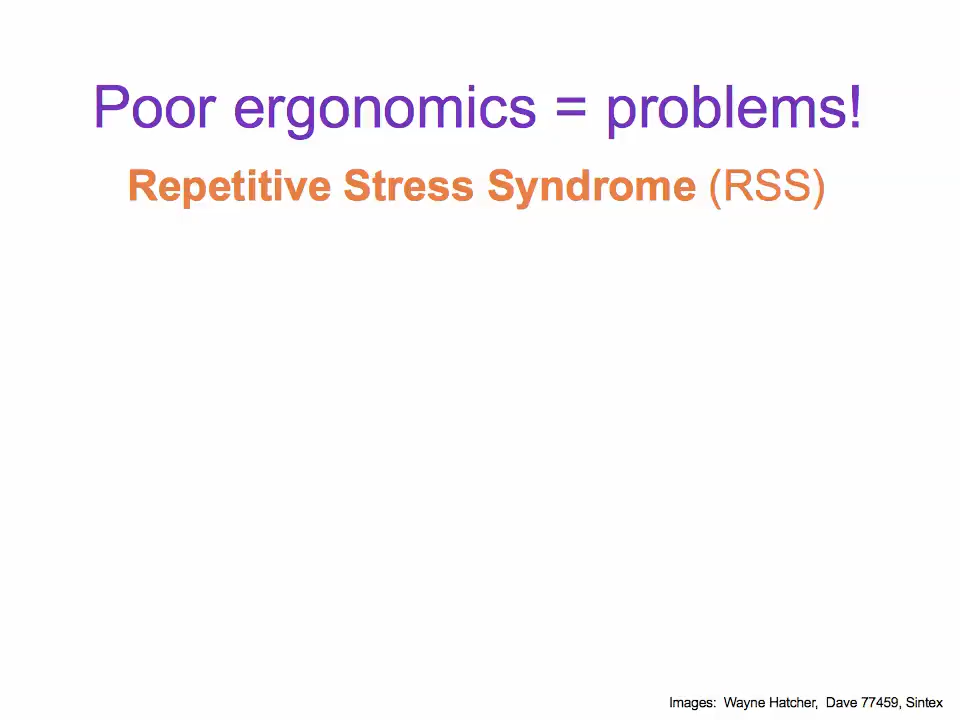 Poor ergonomics = problems!
Repetitive Stress Syndrome (RSS)
Images:  Wayne Hatcher,  Dave 77459, Sintex